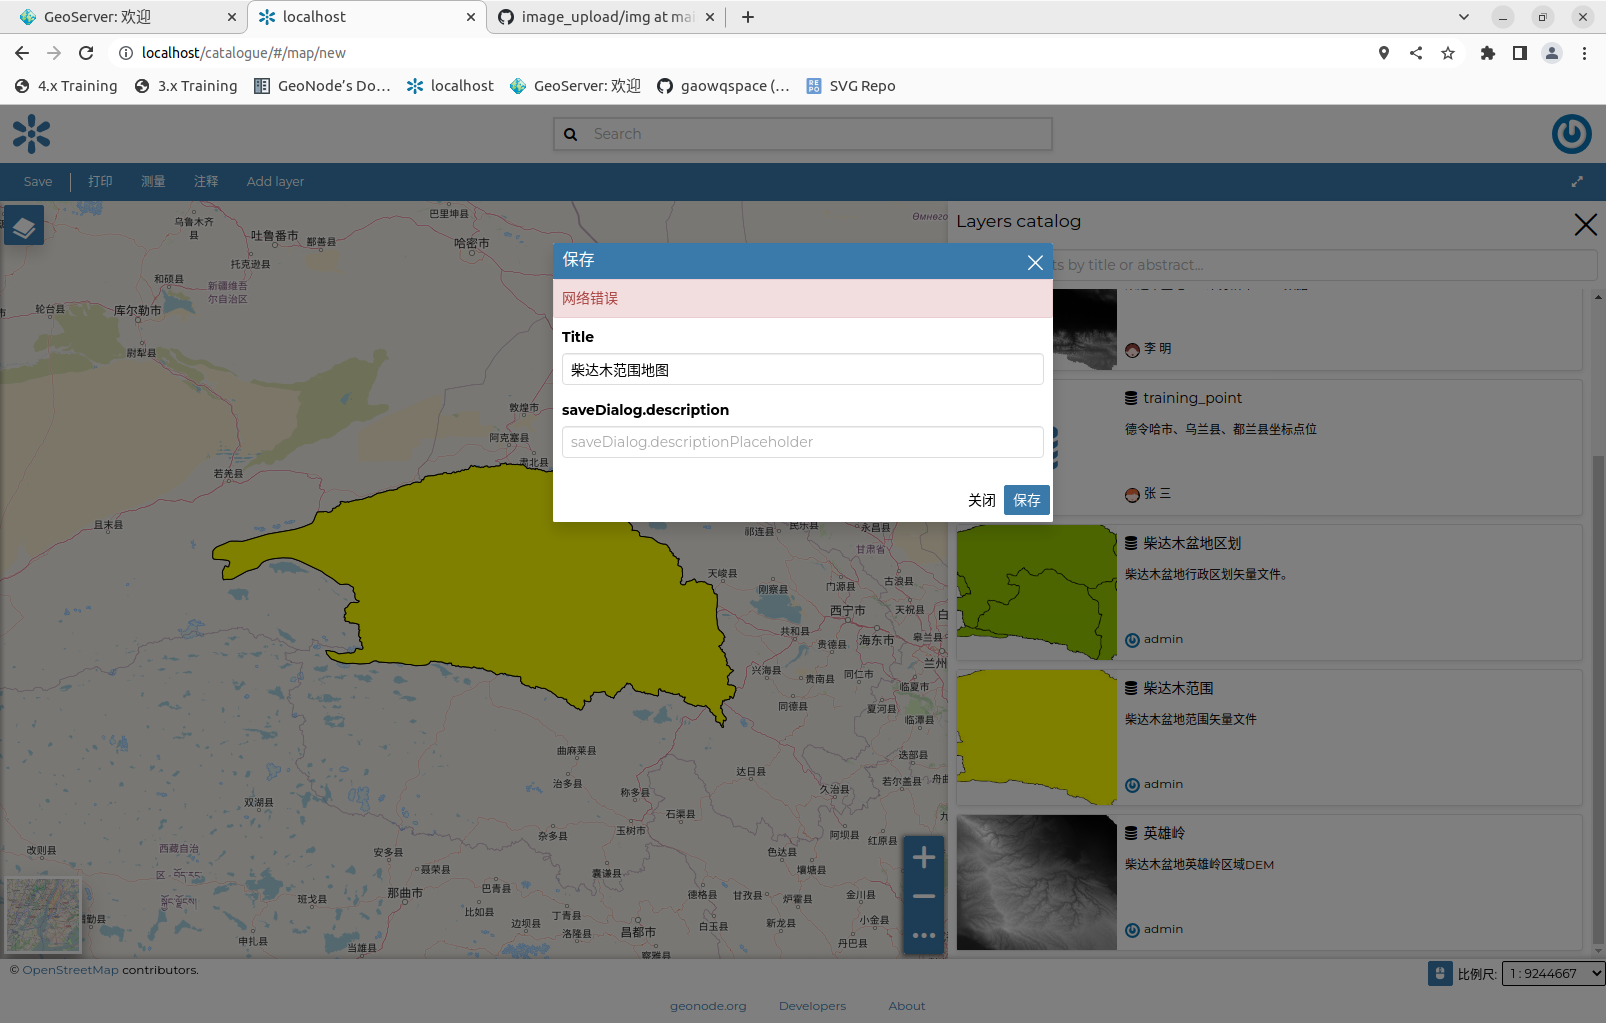 GeoServer: 欢迎
localhost
image_upload/img at mai
localhost/catalogue/#/map/new
4.x Training
3.x Training
GeoNode's Do…
localhost
GeoServer: 欢迎
gaowqspace (…
SVG Repo
Search
Save
打印
测量
注释
Add layer
Layers catalog
ts by title or abstract...
李 明
training_point
德令哈市、乌兰县、都兰县坐标点位
张 三
柴达木盆地区划
柴达木盆地行政区划矢量文件。
admin
柴达木范围
柴达木盆地范围矢量文件
admin
英雄岭
柴达木盆地英雄岭区域DEM
admin
保存
网络错误
Title
柴达木范围地图
saveDialog.description
saveDialog.descriptionPlaceholder
关闭
保存
巴里坤县
乌鲁木齐
县
吐鲁番市
鄯善县
哈密市
托克逊县
和硕县
新疆维吾
尔自治区
轮台县
库尔勒市
尉犁县
敦煌市
阿克塞县
肃北县
若羌县
且末县
民乐县
永昌县
祁连县
甘肃省
天峻县
刚察县
门源县
古浪县
西宁市
天祝县
白
共和县
贵德县
海东市
皋兰县
兰州
兴海县
贵南县
同仁县
临夏市
同德县
夏河县
临潭县
曲麻莱县
迭部县
达日县
若尔盖县
舟曲
治多县
称多县
久治县
双湖县
石渠县
玉树市
杂多县
阿坝县
红原县
九
改则县
西藏自治
区
安多县
聂荣县
色达县
壤塘县
囊谦县
那曲市
巴青县
德格县
甘孜县
炉霍县
金川县
班戈县
比如县
丁青县
边坝县
洛隆县
昌都市
白玉县
新龙县
小金县
申扎县
当雄县
丹巴县
察雅县
© OpenStreetMap contributors.
比例尺:
1 : 9244667
geonode.org
Developers
About